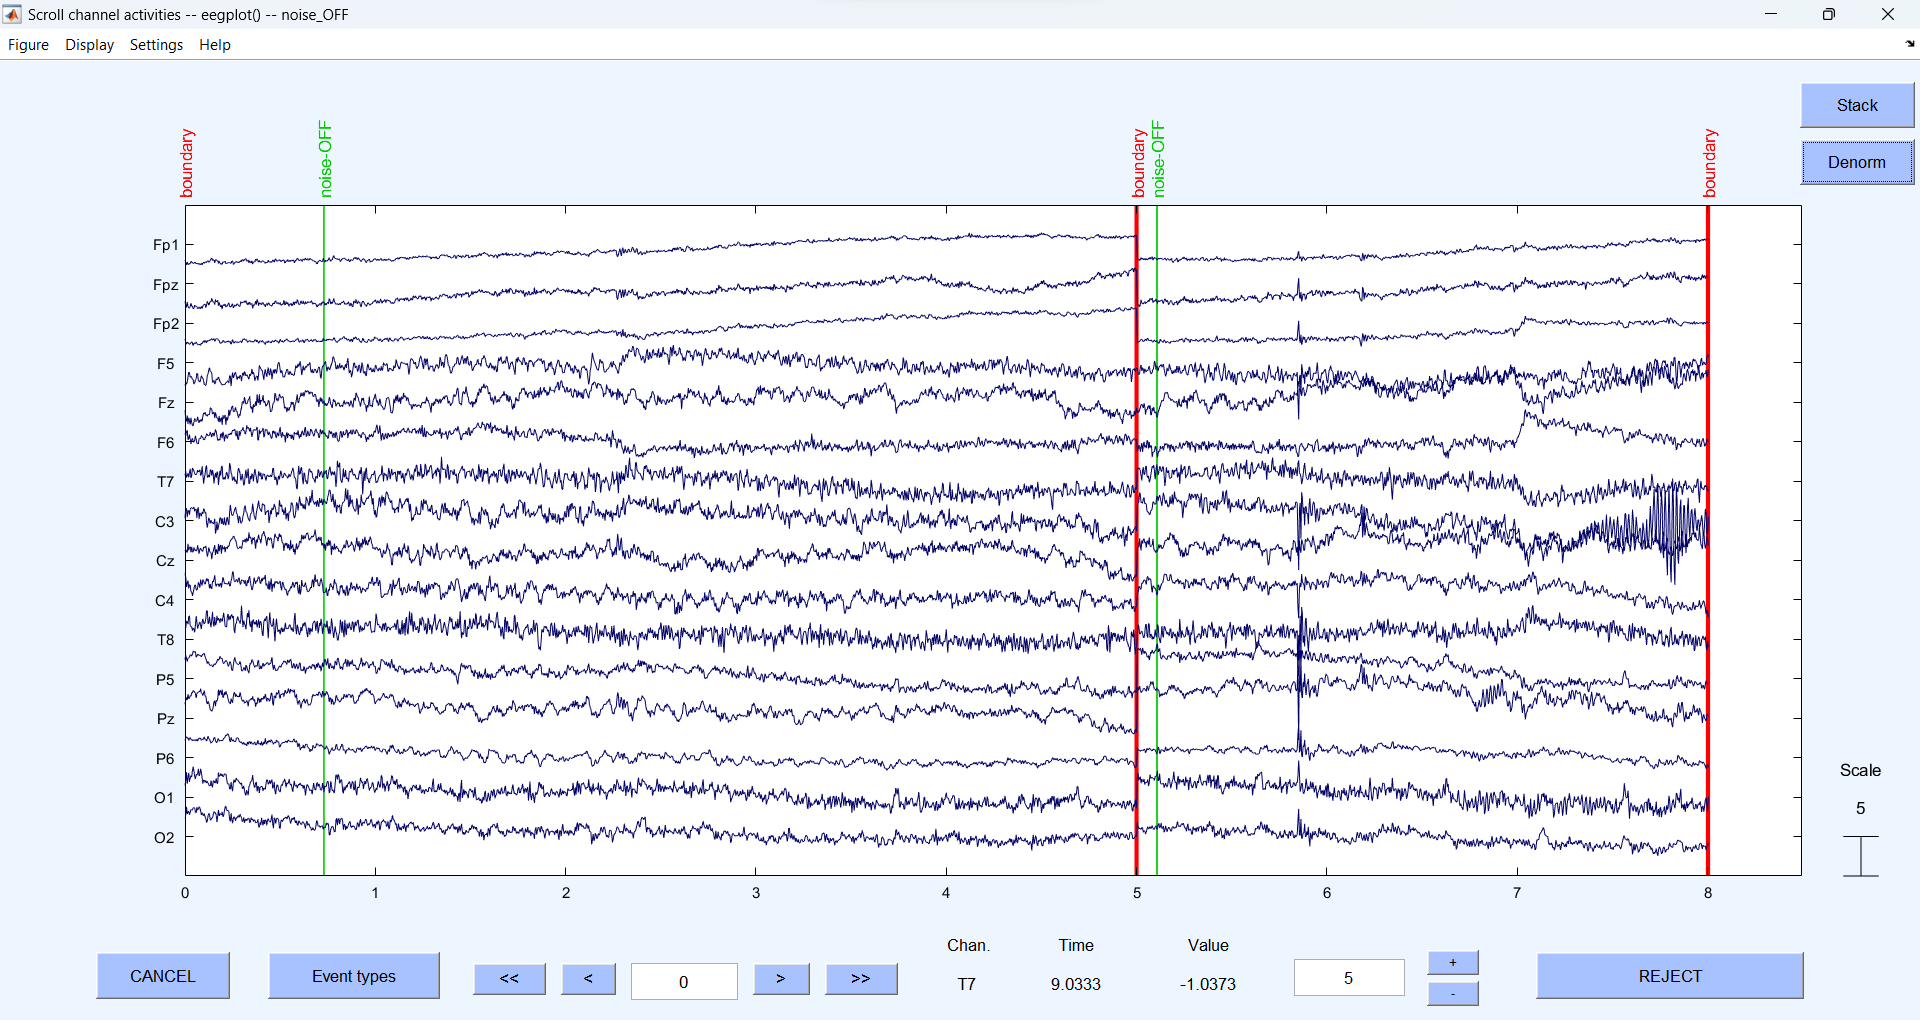 Scroll channel activities -- eegplot() -- noise_OFF
Figure Display Settings Help
Stack
Denorm
boundary
noise-OFF
boundary
noise-OFF
boundary
Fp1
Fpz
Fp2
F5
Fz
F6
T7
C3
Cz
C4
T8
P5
Pz
P6
O1
O2
0 1 2 3 4 5 6 7 8
Scale
5
Chan. Time Value
T7 9.0333 -1.0373
CANCEL Event types << < 0 > >> 5 + - REJECT